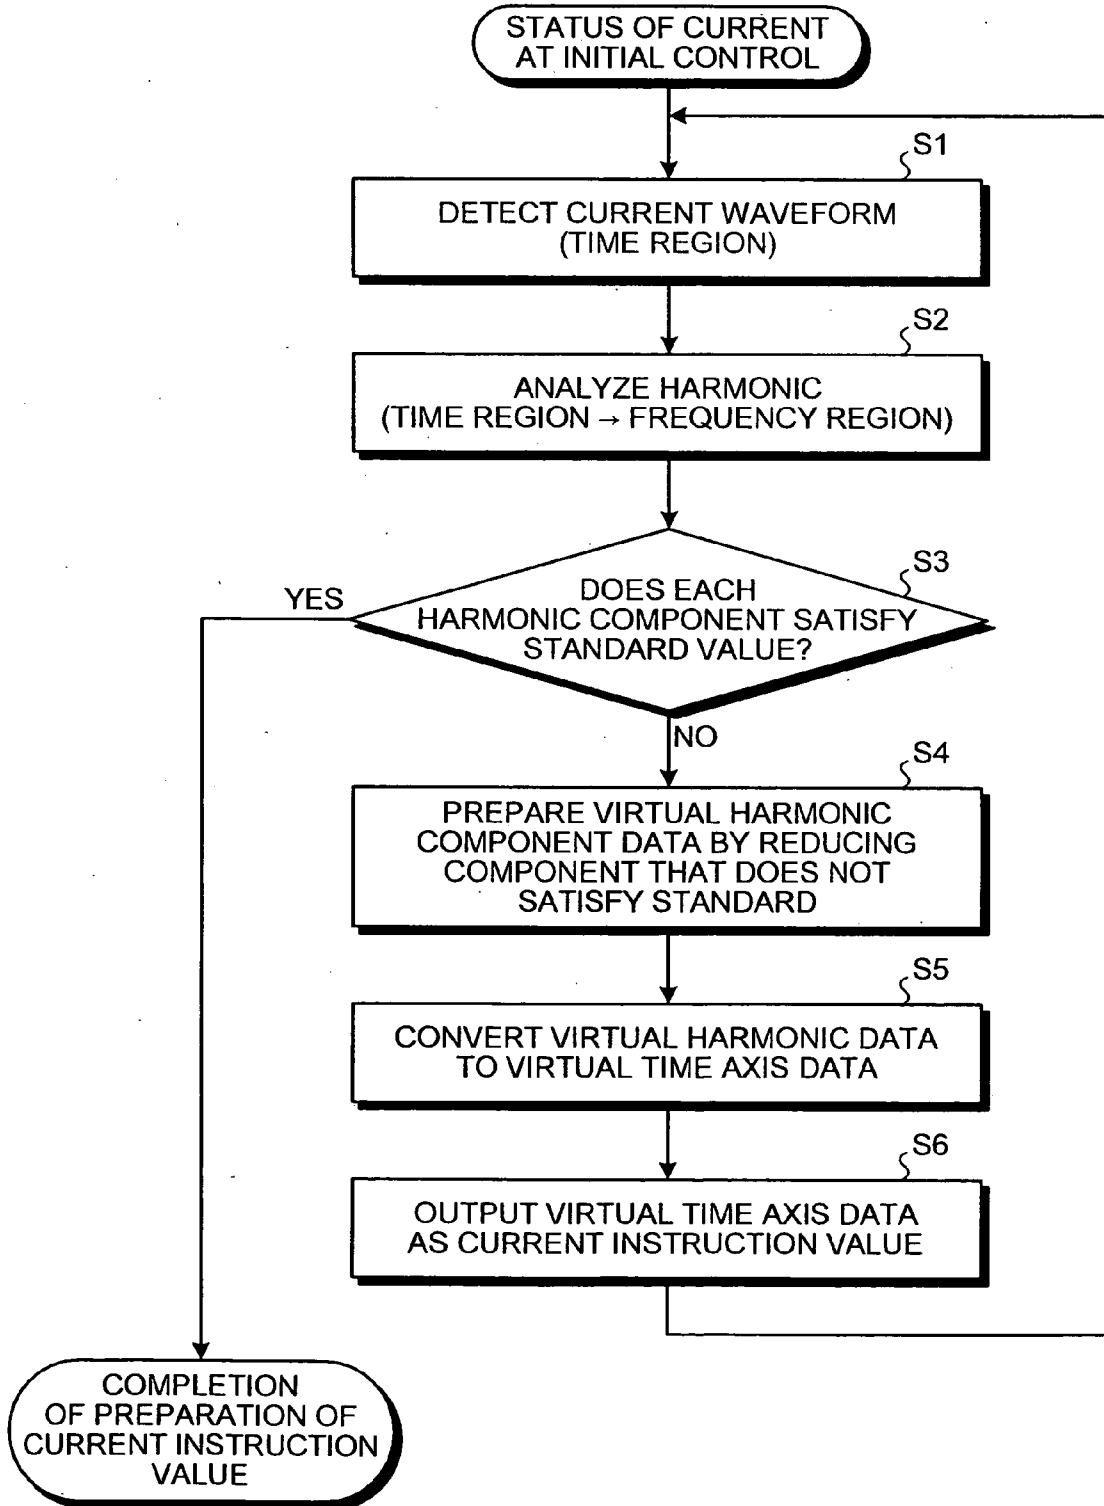 STATUS OF CURRENT
AT INITIAL CONTROL
S1
DETECT CURRENT WAVEFORM
(TIME REGION)
S2
ANALYZE HARMONIC
(TIME REGION → FREQUENCY REGION)
S3
DOES EACH
HARMONIC COMPONENT SATISFY
STANDARD VALUE?
YES
NO
S4
PREPARE VIRTUAL HARMONIC
COMPONENT DATA BY REDUCING
COMPONENT THAT DOES NOT
SATISFY STANDARD
S5
CONVERT VIRTUAL HARMONIC DATA
TO VIRTUAL TIME AXIS DATA
S6
OUTPUT VIRTUAL TIME AXIS DATA
AS CURRENT INSTRUCTION VALUE
COMPLETION
OF PREPARATION OF
CURRENT INSTRUCTION
VALUE